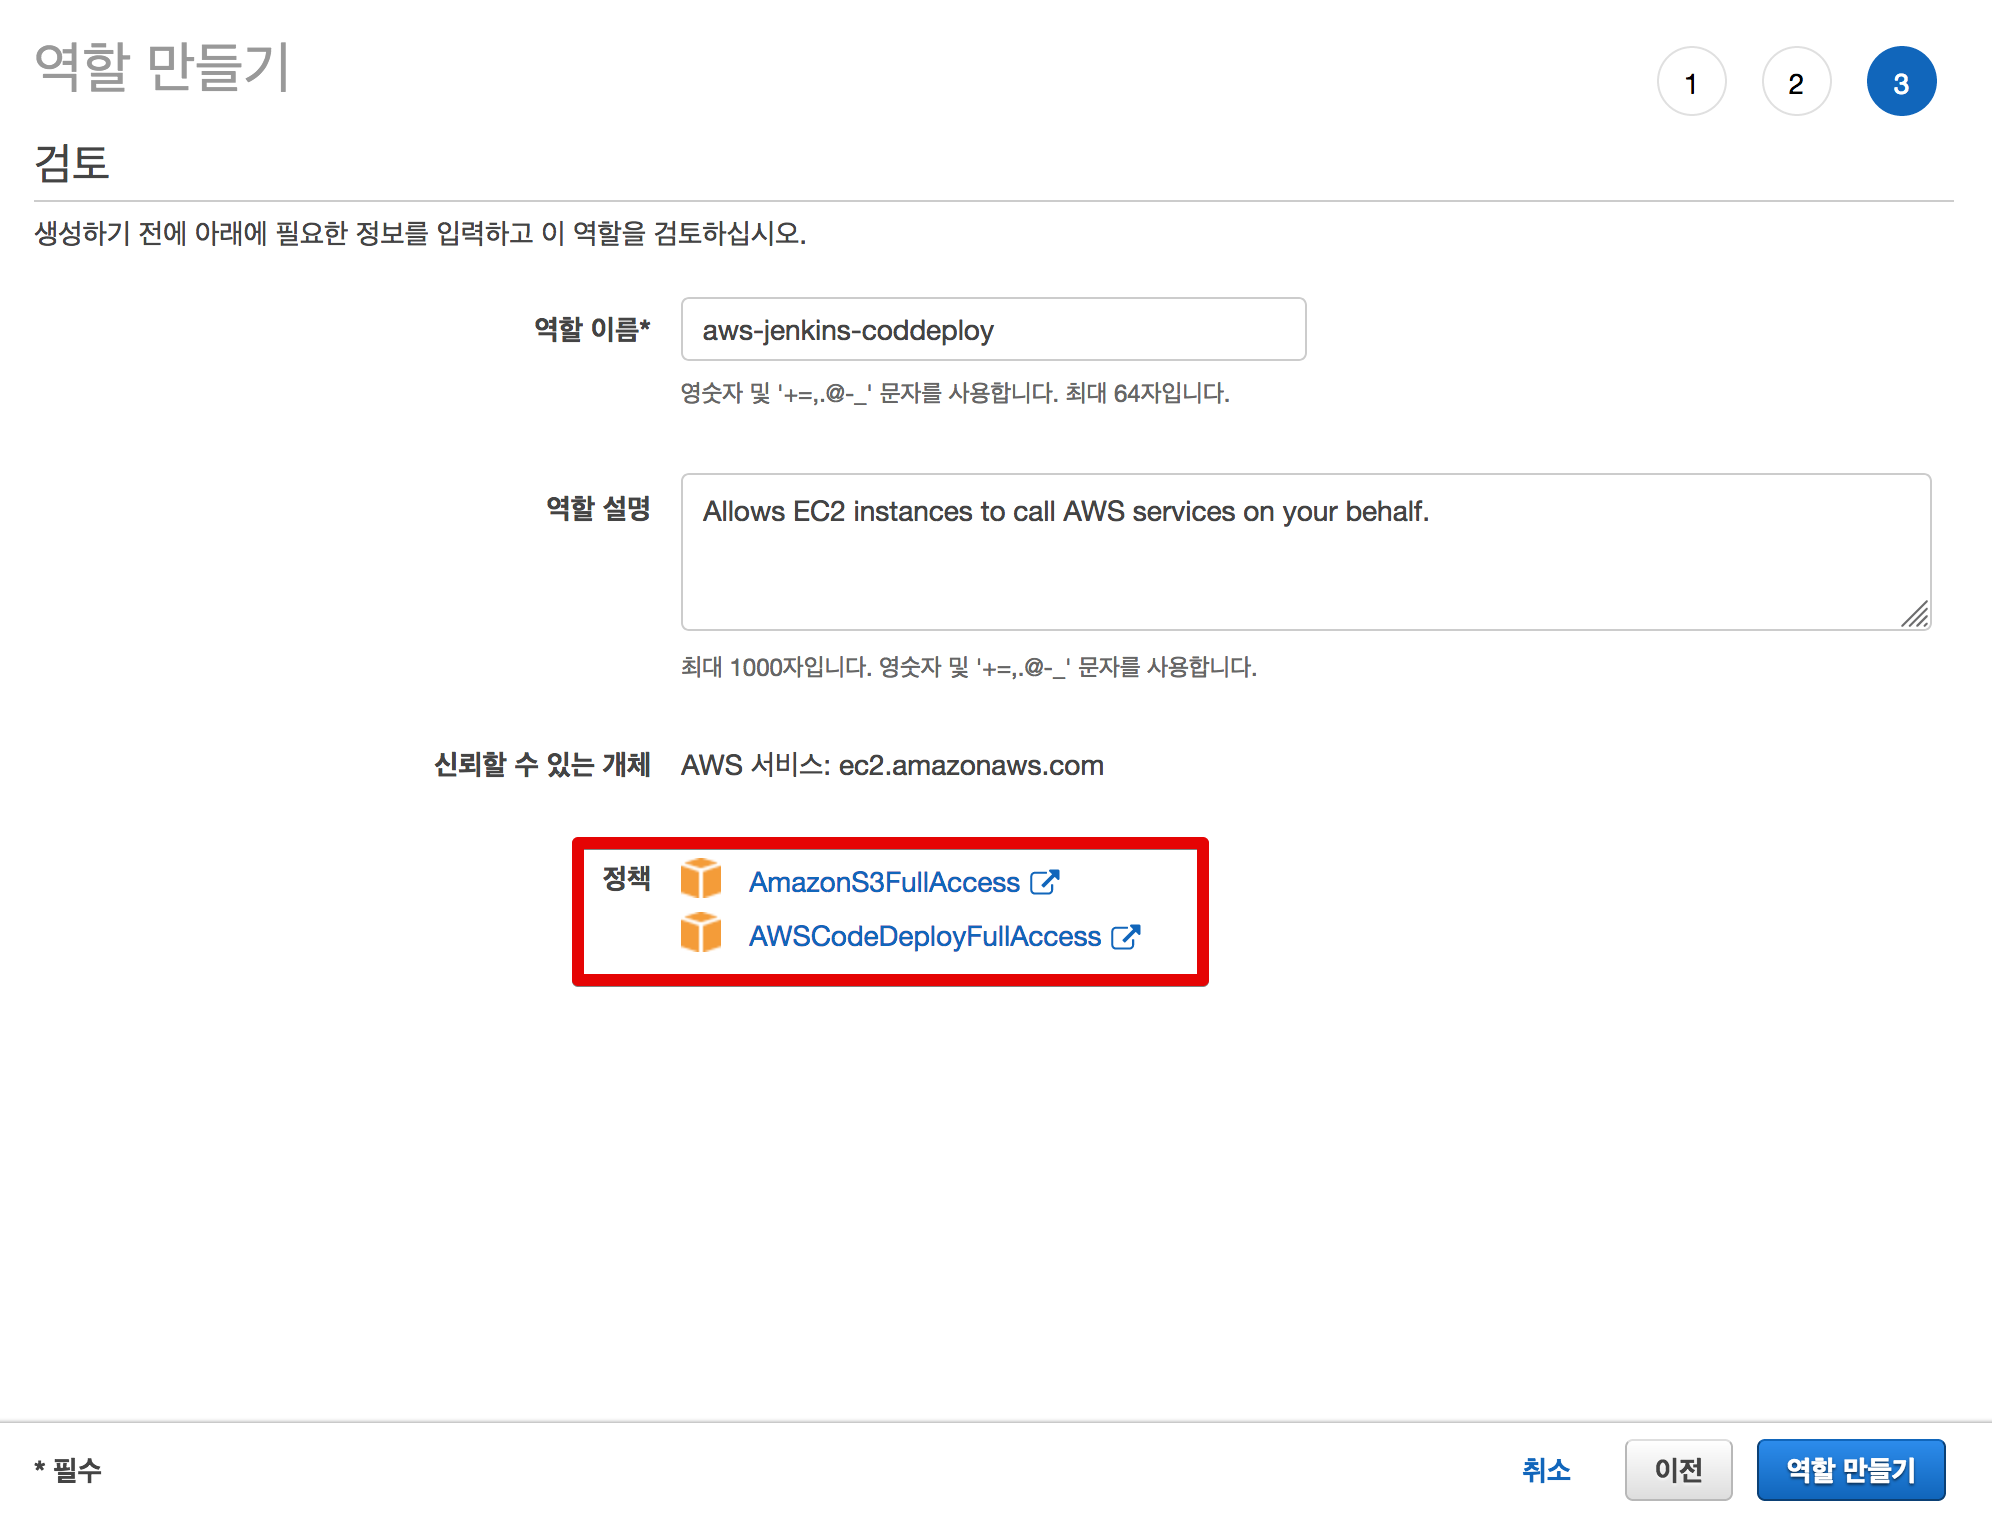 역할 만들기
1 2 3
검토
생성하기 전에 아래에 필요한 정보를 입력하고 이 역할을 검토하십시오.
역할 이름* aws-jenkins-coddeploy
영숫자 및 '+=,.@-_' 문자를 사용합니다. 최대 64자입니다.
역할 설명 Allows EC2 instances to call AWS services on your behalf.
최대 1000자입니다. 영숫자 및 '+=,.@-_' 문자를 사용합니다.
신뢰할 수 있는 개체 AWS 서비스: ec2.amazonaws.com
정책 AmazonS3FullAccess
AWSCodeDeployFullAccess
* 필수 취소 이전 역할 만들기